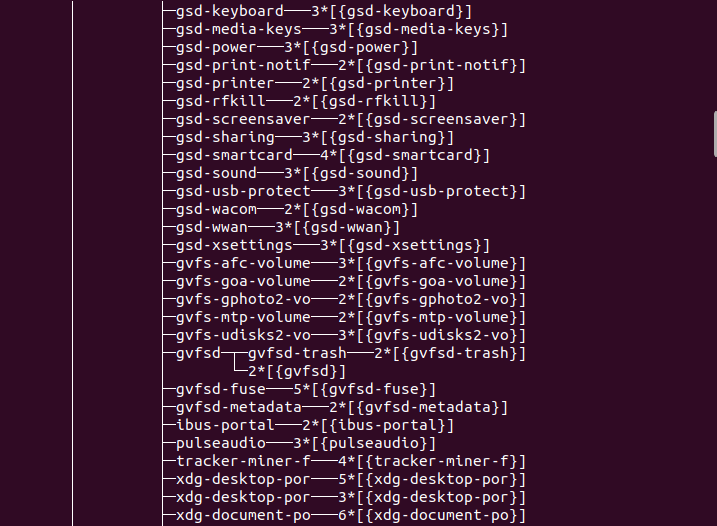 ├─gsd-keyboard───3*[{gsd-keyboard}]
├─gsd-media-keys───3*[{gsd-media-keys}]
├─gsd-power───3*[{gsd-power}]
├─gsd-print-notif───2*[{gsd-print-notif}]
├─gsd-printer───2*[{gsd-printer}]
├─gsd-rfkill───2*[{gsd-rfkill}]
├─gsd-screensaver───2*[{gsd-screensaver}]
├─gsd-sharing───3*[{gsd-sharing}]
├─gsd-smartcard───4*[{gsd-smartcard}]
├─gsd-sound───3*[{gsd-sound}]
├─gsd-usb-protect───3*[{gsd-usb-protect}]
├─gsd-wacom───2*[{gsd-wacom}]
├─gsd-wwan───3*[{gsd-wwan}]
├─gsd-xsettings───3*[{gsd-xsettings}]
├─gvfs-afc-volume───3*[{gvfs-afc-volume}]
├─gvfs-goa-volume───2*[{gvfs-goa-volume}]
├─gvfs-gphoto2-vo───2*[{gvfs-gphoto2-vo}]
├─gvfs-mtp-volume───2*[{gvfs-mtp-volume}]
├─gvfs-udisks2-vo───3*[{gvfs-udisks2-vo}]
├─gvfsd─┬─gvfsd-trash───2*[{gvfsd-trash}]
│       └─2*[{gvfsd}]
├─gvfsd-fuse───5*[{gvfsd-fuse}]
├─gvfsd-metadata───2*[{gvfsd-metadata}]
├─ibus-portal───2*[{ibus-portal}]
├─pulseaudio───3*[{pulseaudio}]
├─tracker-miner-f───4*[{tracker-miner-f}]
├─xdg-desktop-por───5*[{xdg-desktop-por}]
├─xdg-desktop-por───3*[{xdg-desktop-por}]
├─xdg-document-po───6*[{xdg-document-po}]